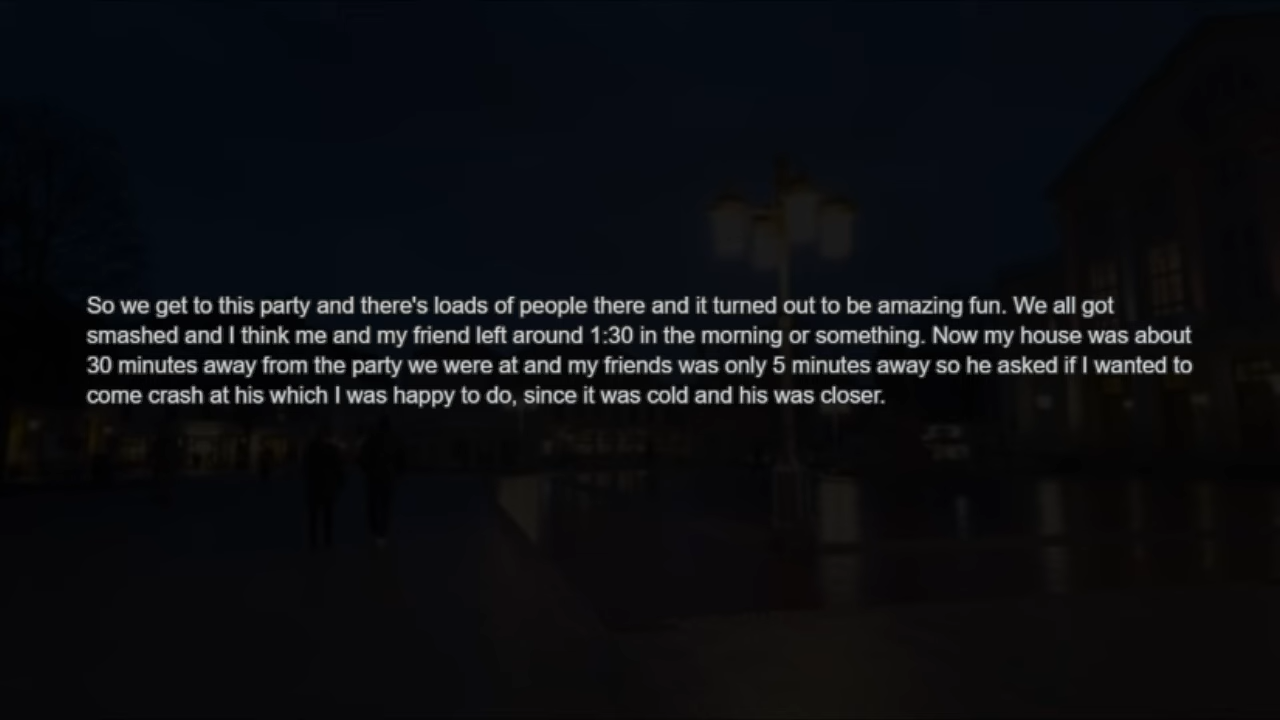 So we get to this party and there's loads of people there and it turned out to be amazing fun. We all got
smashed and I think me and my friend left around 1:30 in the morning or something. Now my house was about
30 minutes away from the party we were at and my friends was only 5 minutes away so he asked if I wanted to
come crash at his which I was happy to do, since it was cold and his was closer.